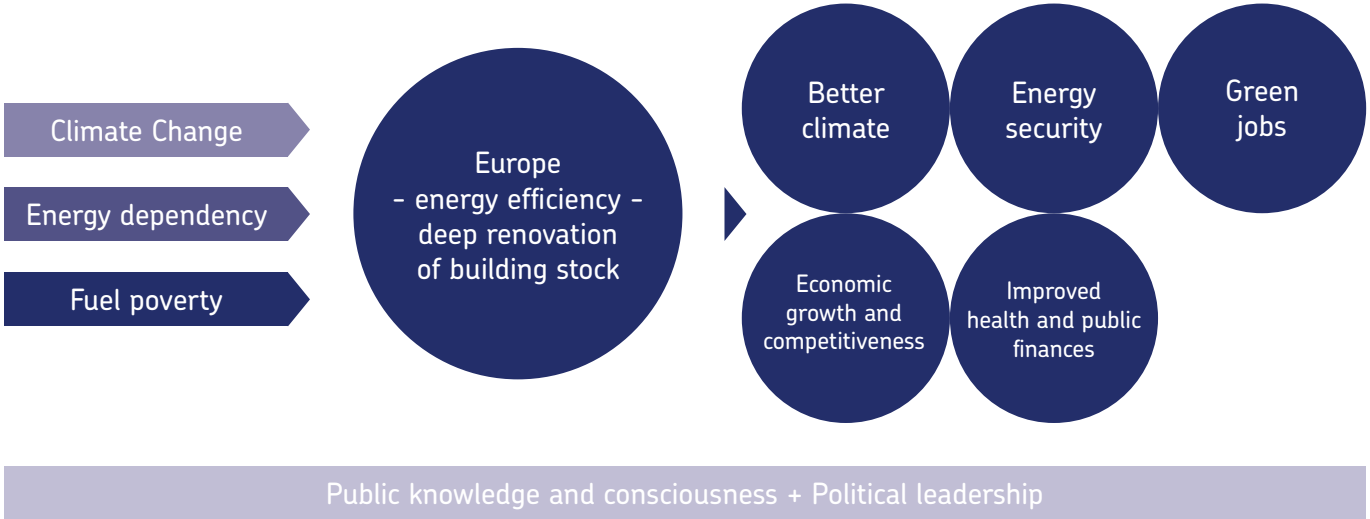 Climate Change
Energy dependency
Fuel poverty
Europe
– energy efficiency –
deep renovation
of building stock
Better
climate
Energy
security
Green
jobs
Economic
growth and
competitiveness
Improved
health and public
finances
Public knowledge and consciousness + Political leadership